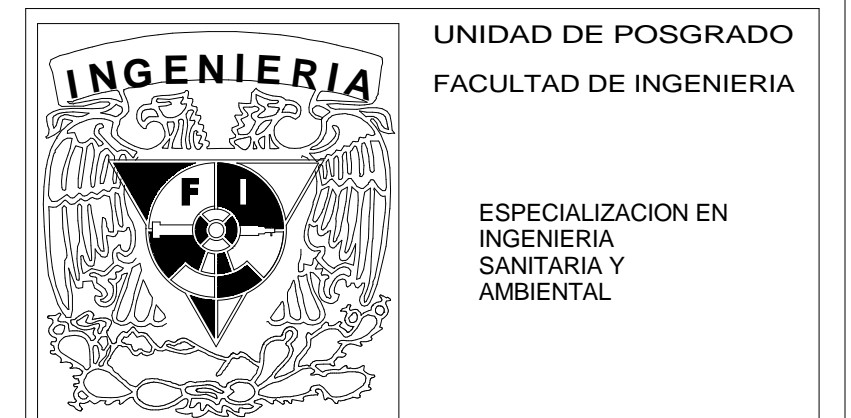 INGENIERIA
F I
UNIDAD DE POSGRADO
FACULTAD DE INGENIERIA
ESPECIALIZACION EN
INGENIERIA
SANITARIA Y
AMBIENTAL